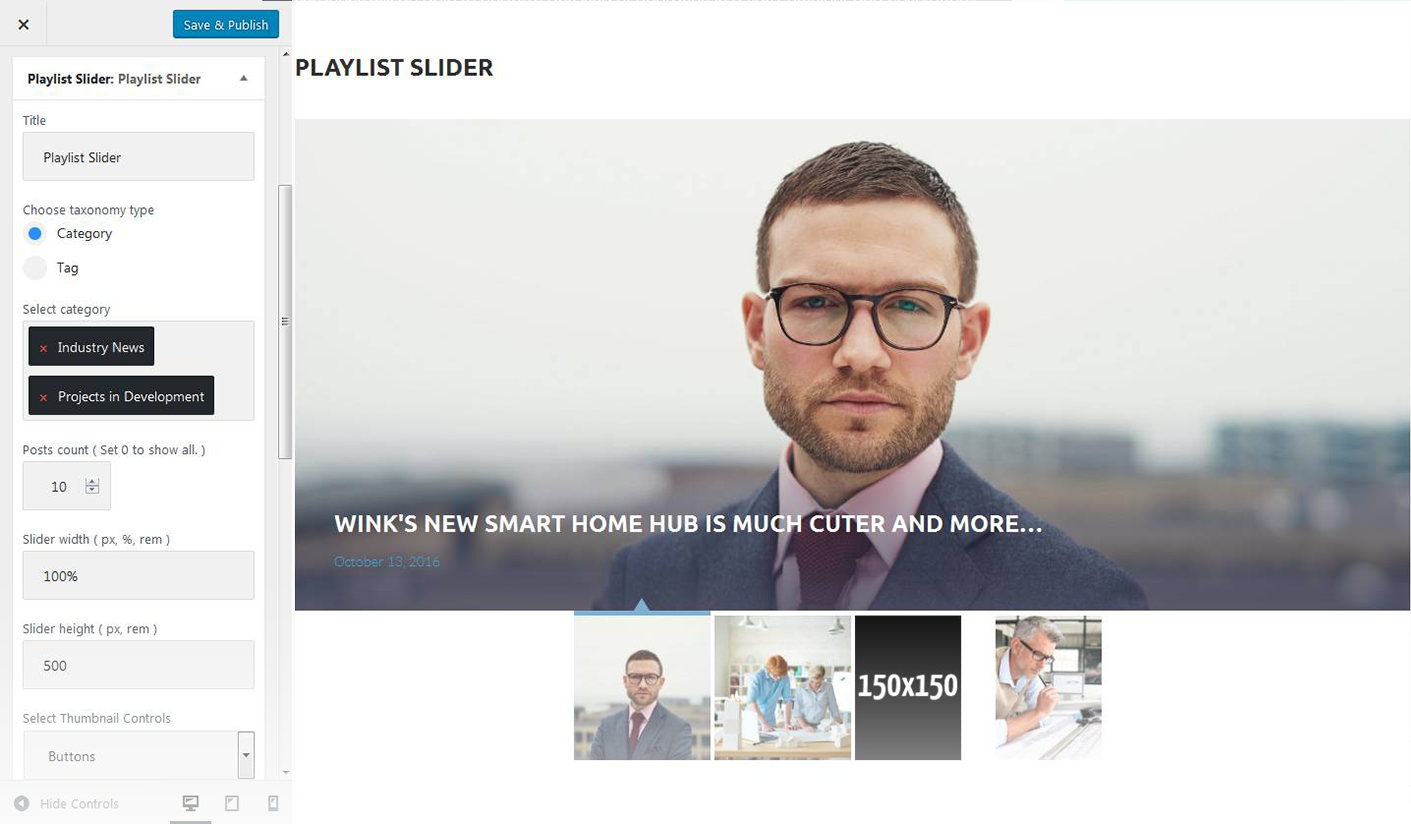 Save & Publish
Playlist Slider: Playlist Slider
Title
Playlist Slider
Choose taxonomy type
Category
Tag
Select category
× Industry News
× Projects in Development
Posts count ( Set 0 to show all. )
10
Slider width ( px, %, rem )
100%
Slider height ( px, rem )
500
Select Thumbnail Controls
Buttons
Hide Controls
PLAYLIST SLIDER
WINK'S NEW SMART HOME HUB IS MUCH CUTER AND MORE...
October 13, 2016
150x150